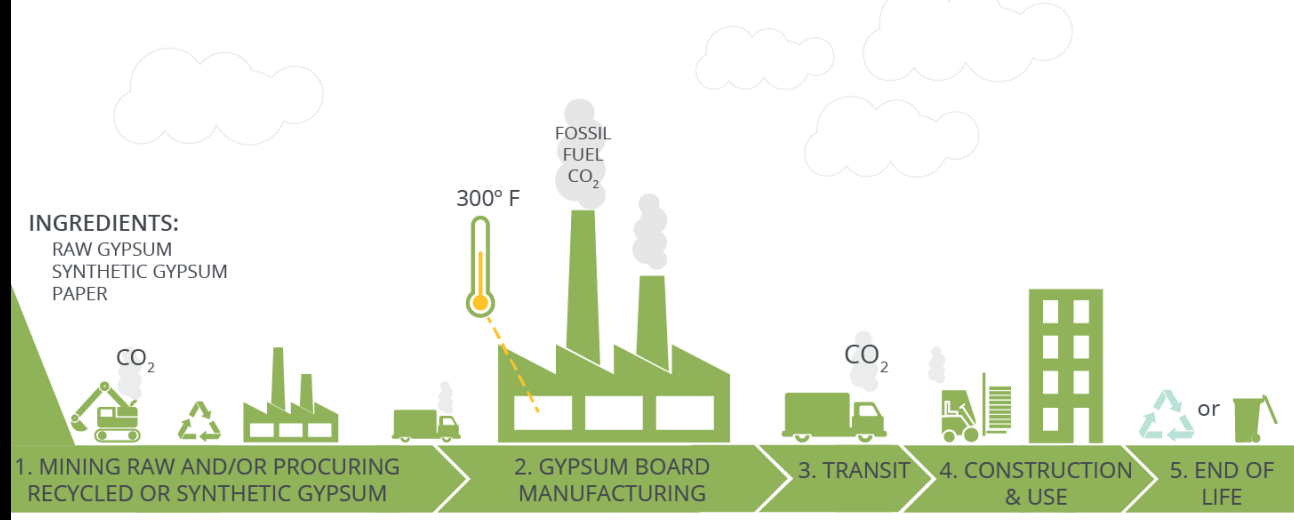 FOSSIL
FUEL
CO₂
300º F
INGREDIENTS:
RAW GYPSUM
SYNTHETIC GYPSUM
PAPER
CO₂
CO₂
or
1. MINING RAW AND/OR PROCURING
RECYCLED OR SYNTHETIC GYPSUM
2. GYPSUM BOARD
MANUFACTURING
3. TRANSIT
4. CONSTRUCTION
& USE
5. END OF
LIFE